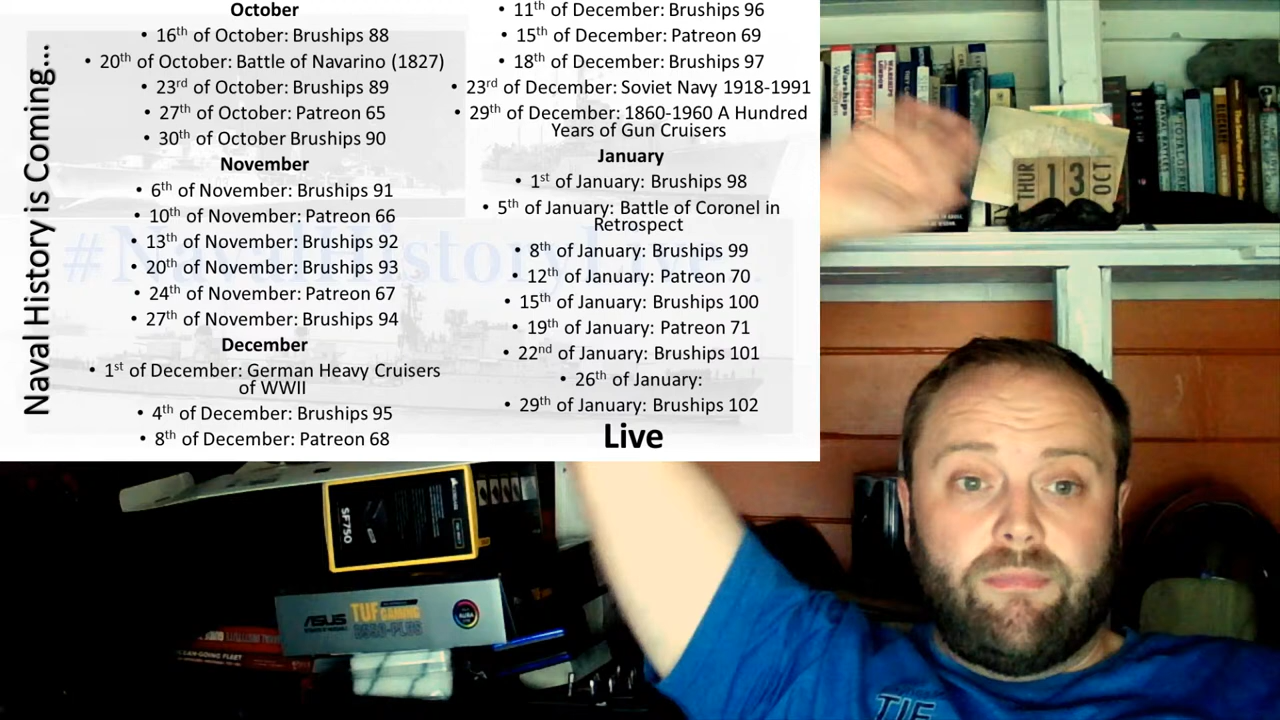 Naval History is Coming...
October
• 16th of October: Bruships 88
• 20th of October: Battle of Navarino (1827)
• 23rd of October: Bruships 89
• 27th of October: Patreon 65
• 30th of October Bruships 90
November
• 6th of November: Bruships 91
• 10th of November: Patreon 66
• 13th of November: Bruships 92
• 20th of November: Bruships 93
• 24th of November: Patreon 67
• 27th of November: Bruships 94
December
• 1st of December: German Heavy Cruisers
of WWII
• 4th of December: Bruships 95
• 8th of December: Patreon 68
• 11th of December: Bruships 96
• 15th of December: Patreon 69
• 18th of December: Bruships 97
• 23rd of December: Soviet Navy 1918-1991
• 29th of December: 1860-1960 A Hundred
Years of Gun Cruisers
January
• 1st of January: Bruships 98
• 5th of January: Battle of Coronel in
Retrospect
• 8th of January: Bruships 99
• 12th of January: Patreon 70
• 15th of January: Bruships 100
• 19th of January: Patreon 71
• 22nd of January: Bruships 101
• 26th of January:
• 29th of January: Bruships 102
Live
#NavalHistory
THUR 13 OCT
SF750
ASUS
TUF GAMING
B550-PLUS